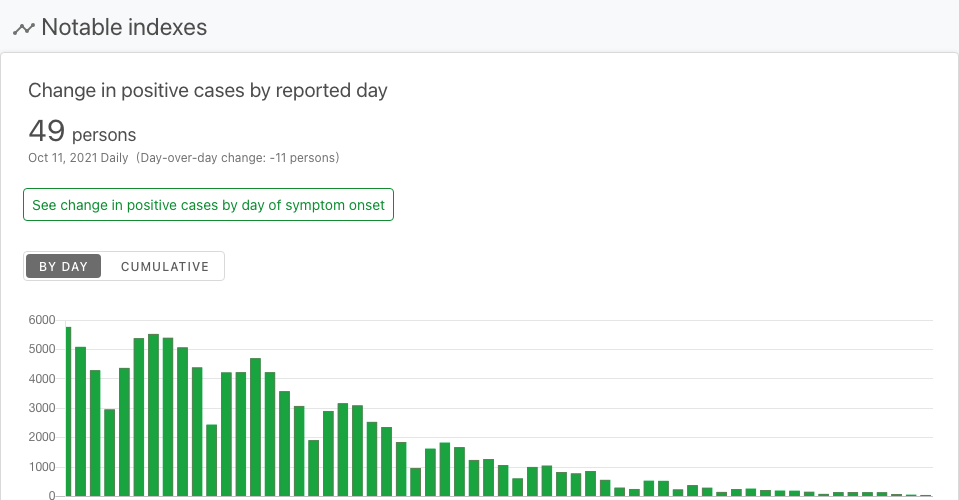 Notable indexes
Change in positive cases by reported day
49 persons
Oct 11, 2021 Daily (Day-over-day change: -11 persons)
See change in positive cases by day of symptom onset
BY DAY CUMULATIVE
6000
5000
4000
3000
2000
1000
0